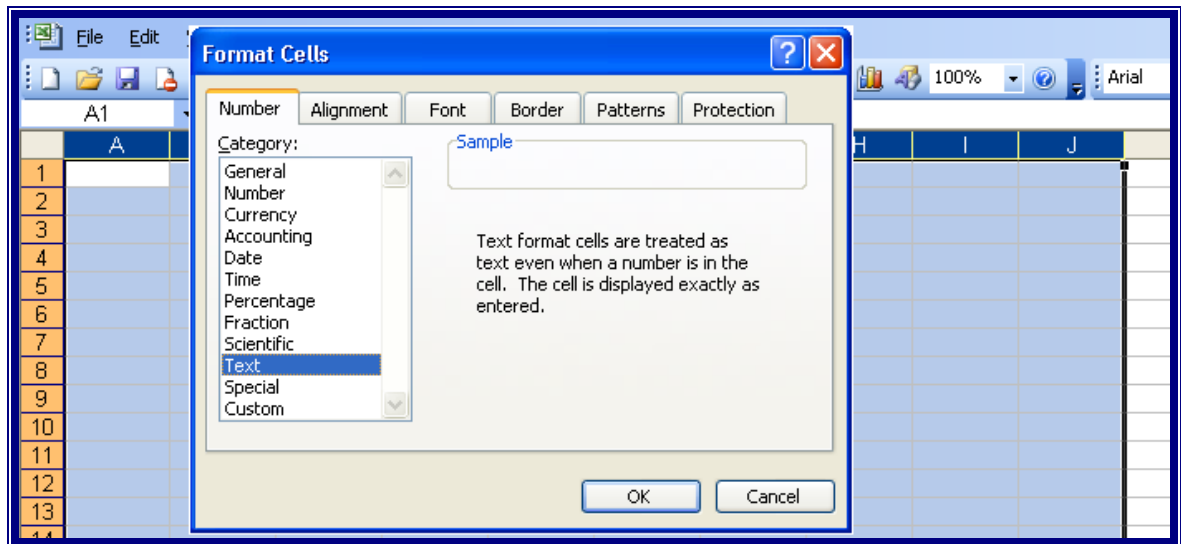 File Edit
Format Cells
100%
Arial
A1
Number Alignment Font Border Patterns Protection
A H I J
Category:
Sample
General
Number
Currency
Accounting
Date
Time
Percentage
Fraction
Scientific
Text
Special
Custom
Text format cells are treated as
text even when a number is in the
cell. The cell is displayed exactly as
entered.
OK Cancel
1
2
3
4
5
6
7
8
9
10
11
12
13
14